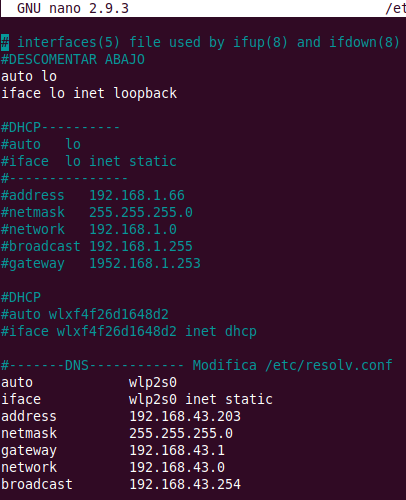 GNU nano 2.9.3 /et
# interfaces(5) file used by ifup(8) and ifdown(8)
#DESCOMENTAR ABAJO
auto lo
iface lo inet loopback
#DHCP----------
#auto lo
#iface lo inet static
#---------------
#address 192.168.1.66
#netmask 255.255.255.0
#network 192.168.1.0
#broadcast 192.168.1.255
#gateway 1952.168.1.253
#DHCP
#auto wlxf4f26d1648d2
#iface wlxf4f26d1648d2 inet dhcp
#-------DNS------------ Modifica /etc/resolv.conf
auto wlp2s0
iface wlp2s0 inet static
address 192.168.43.203
netmask 255.255.255.0
gateway 192.168.43.1
network 192.168.43.0
broadcast 192.168.43.254